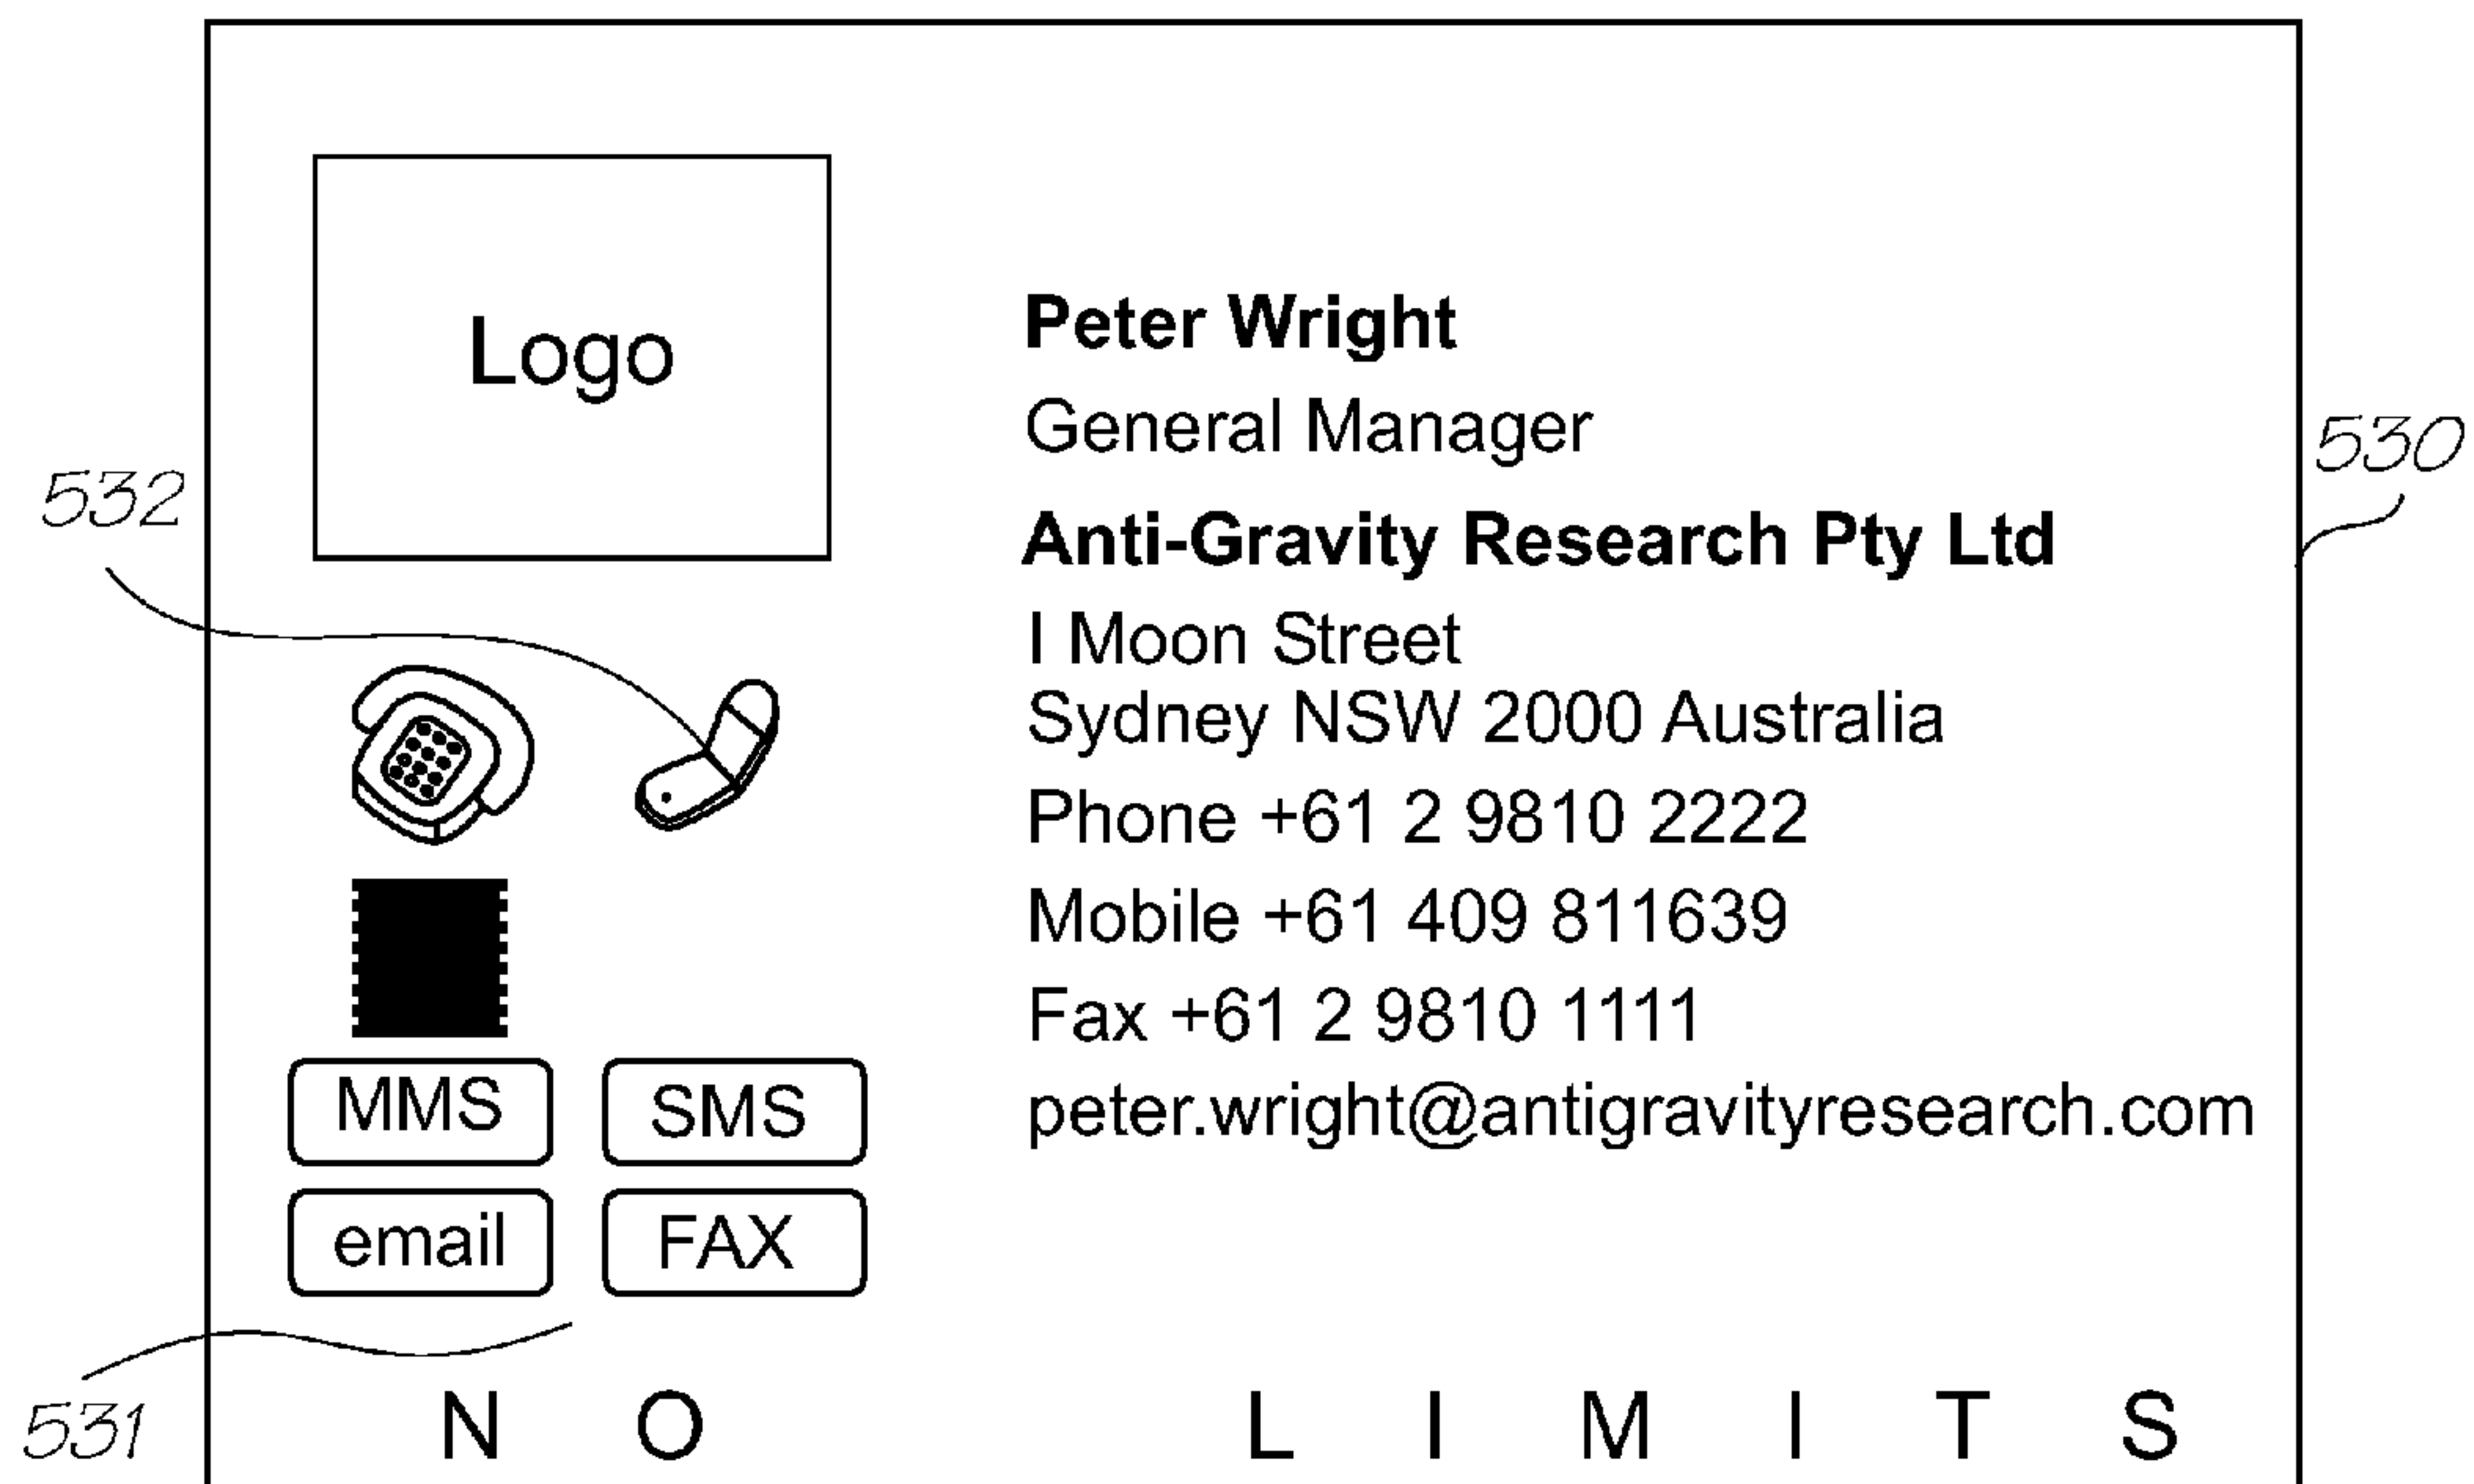 Logo
532
Peter Wright
General Manager
530
Anti-Gravity Research Pty Ltd
I Moon Street
Sydney NSW 2000 Australia
Phone +61 2 9810 2222
Mobile +61 409 811639
Fax +61 2 9810 1111
peter.wright@antigravityresearch.com
MMS SMS
email FAX
531
N O L I M I T S